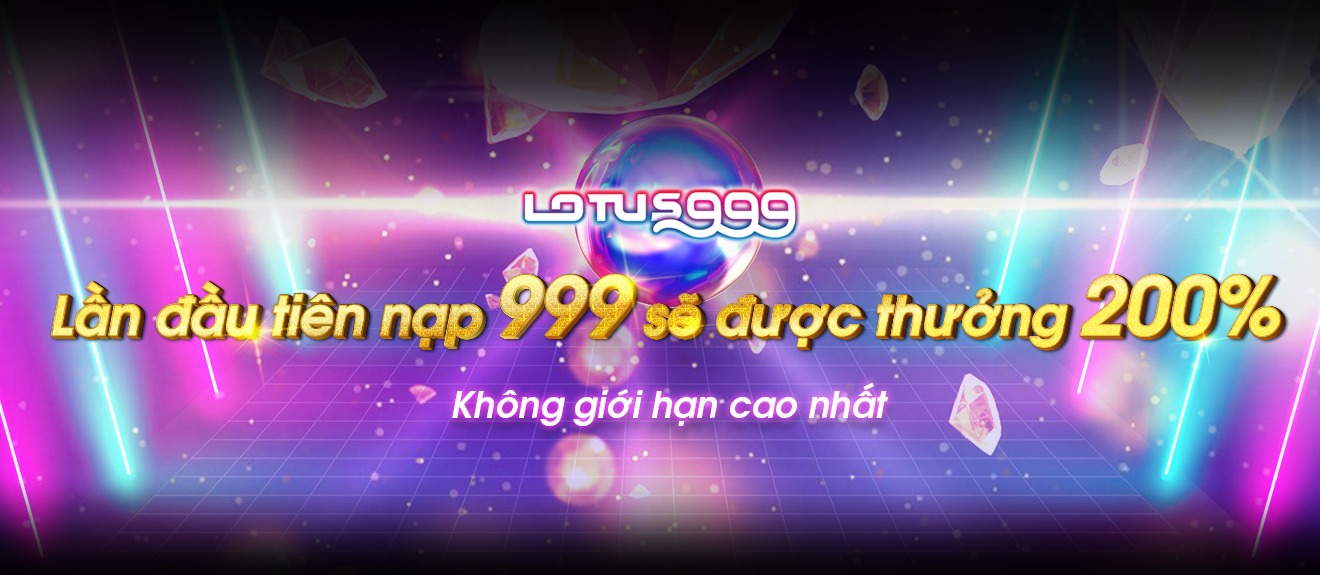 LOTUS999
Lần đầu tiên nạp 999 sẽ được thưởng 200%
Không giới hạn cao nhất